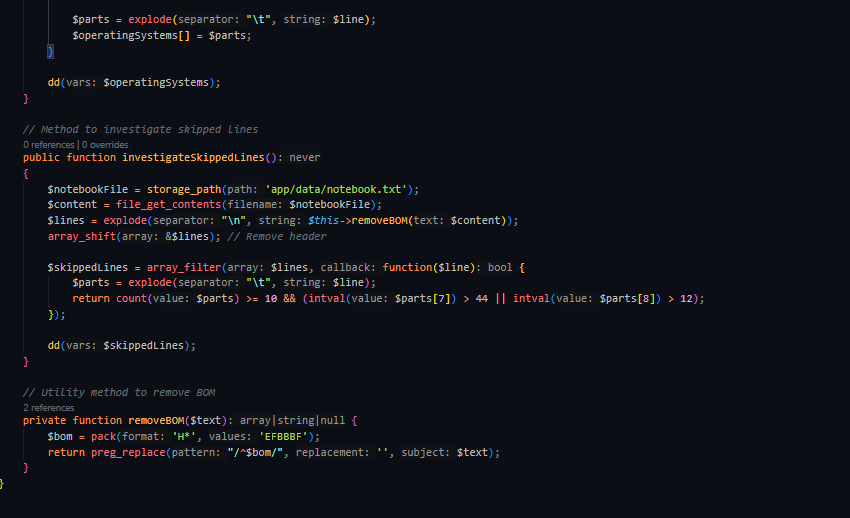 $parts = explode(separator: "\t", string: $line);
$operatingSystems[] = $parts;
}
dd(vars: $operatingSystems);
}
// Method to investigate skipped lines
0 references | 0 overrides
public function investigateSkippedLines(): never
{
$notebookFile = storage_path(path: 'app/data/notebook.txt');
$content = file_get_contents(filename: $notebookFile);
$lines = explode(separator: "\n", string: $this->removeBOM(text: $content));
array_shift(array: &$lines); // Remove header
$skippedLines = array_filter(array: $lines, callback: function($line): bool {
$parts = explode(separator: "\t", string: $line);
return count(value: $parts) >= 10 && (intval(value: $parts[7]) > 44 || intval(value: $parts[8]) > 12);
});
dd(vars: $skippedLines);
}
// Utility method to remove BOM
2 references
private function removeBOM($text): array|string|null {
$bom = pack(format: 'H*', values: 'EFBBBF');
return preg_replace(pattern: "/^$bom/", replacement: '', subject: $text);
}
}